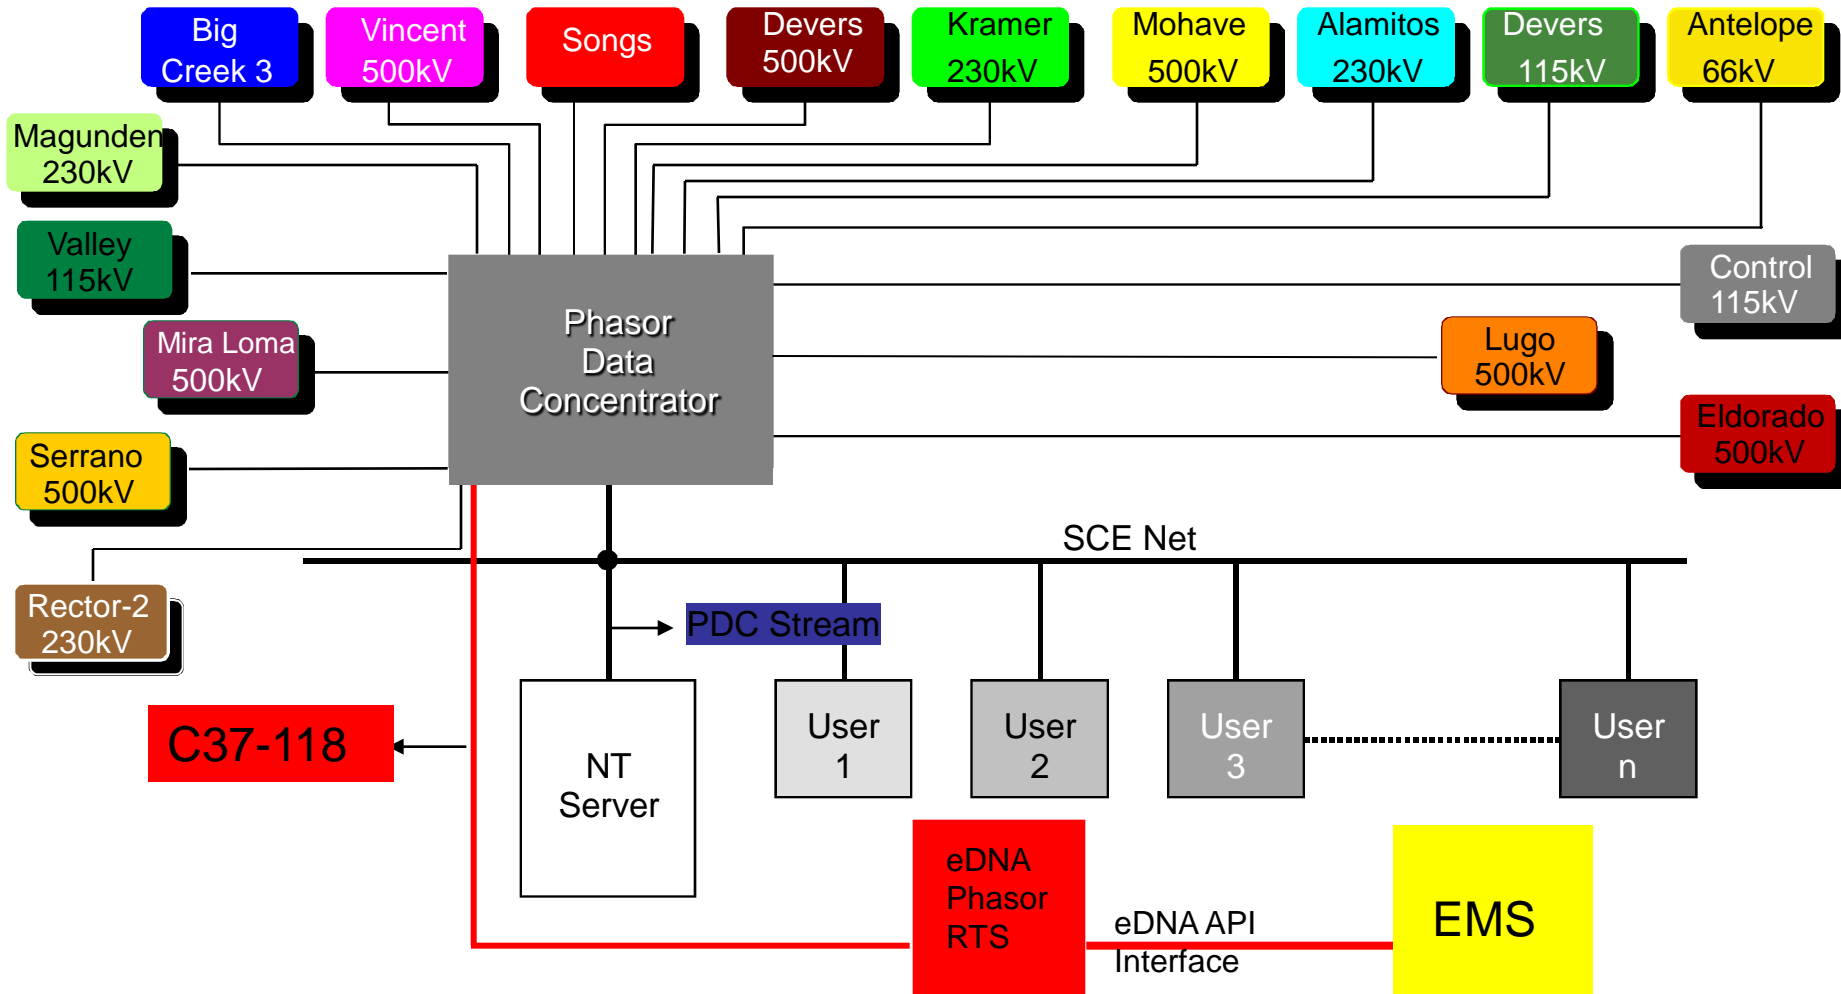 Big
Creek 3
Vincent
500kV
Songs
Devers
500kV
Kramer
230kV
Mohave
500kV
Alamitos
230kV
Devers
115kV
Antelope
66kV
Magunden
230kV
Valley
115kV
Mira Loma
500kV
Serrano
500kV
Rector-2
230kV
Phasor
Data
Concentrator
Control
115kV
Lugo
500kV
Eldorado
500kV
SCE Net
PDC Stream
C37-118
NT
Server
User
1
User
2
User
3
User
n
eDNA
Phasor
RTS
eDNA API
Interface
EMS